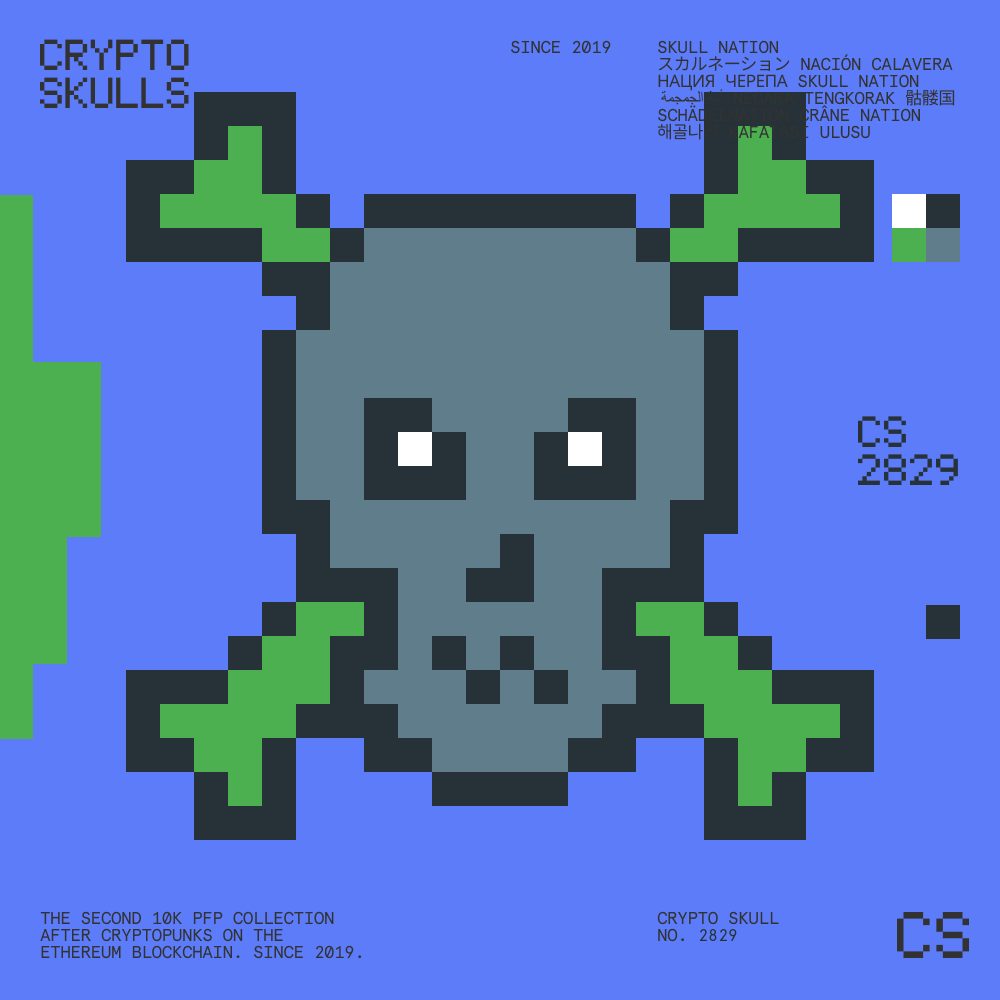 CRYPTO
SKULLS
SINCE 2019
SKULL NATION
スカルネーション NACIÓN CALAVERA
НАЦИЯ ЧЕРЕПА SKULL NATION
الجمجمة TENGKORAK 骷髅国
CRÂNE NATION
해골 ULUSU
CS
2829
THE SECOND 10K PFP COLLECTION
AFTER CRYPTOPUNKS ON THE
ETHEREUM BLOCKCHAIN. SINCE 2019.
CRYPTO SKULL
NO. 2829
CS